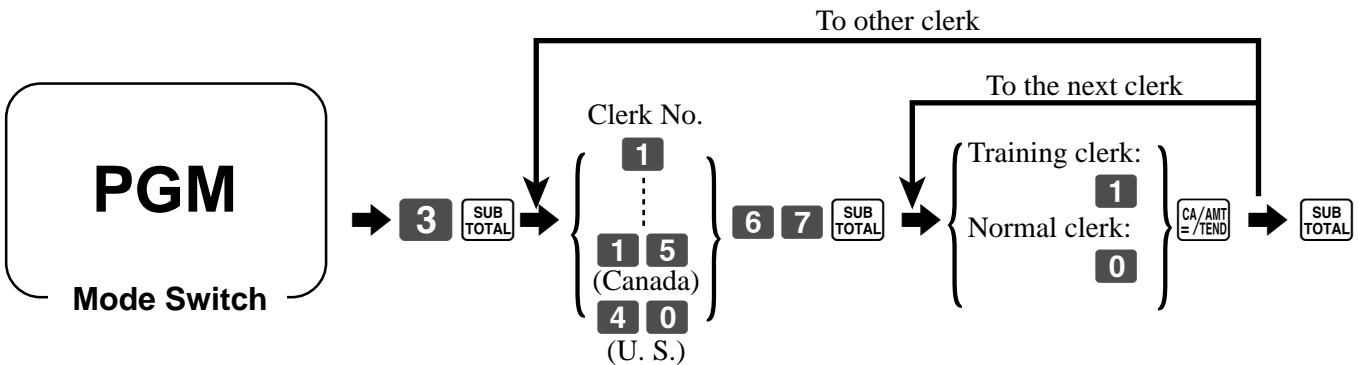 To other clerk
To the next clerk
Clerk No.
1
Training clerk:
1
PGM
3 SUB TOTAL
6 7 SUB TOTAL
Normal clerk:
CA/AMT
= /TEND
SUB TOTAL
1 5
(Canada)
0
Mode Switch
4 0
(U. S.)